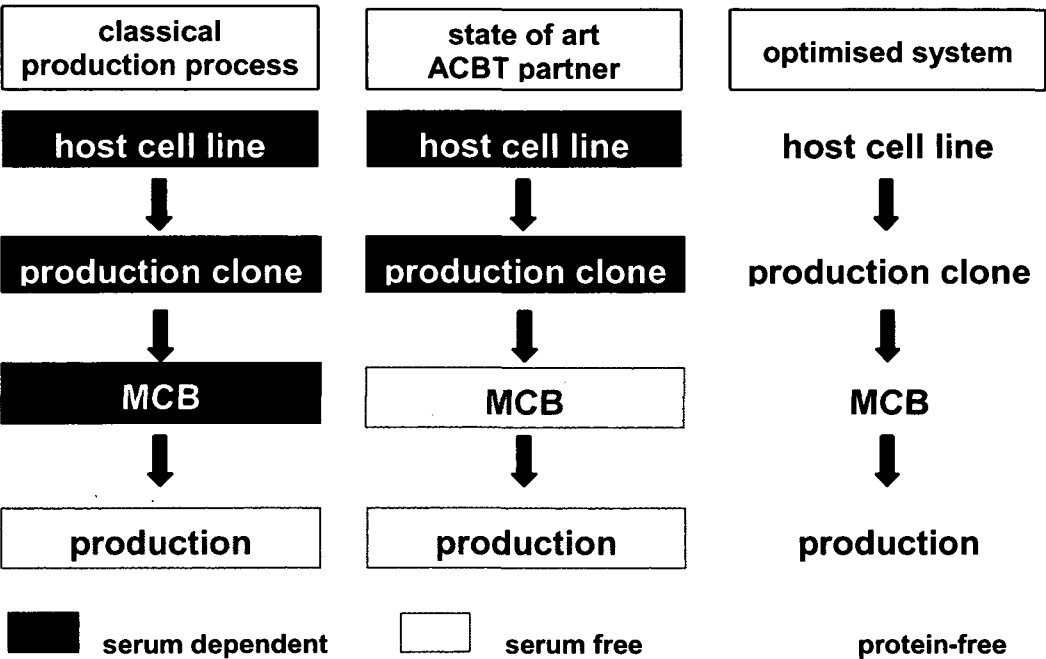 classical
production process
state of art
ACBT partner
optimised system
host cell line
host cell line
host cell line
production clone
production clone
production clone
MCB
MCB
MCB
production
production
production
serum dependent
serum free
protein-free